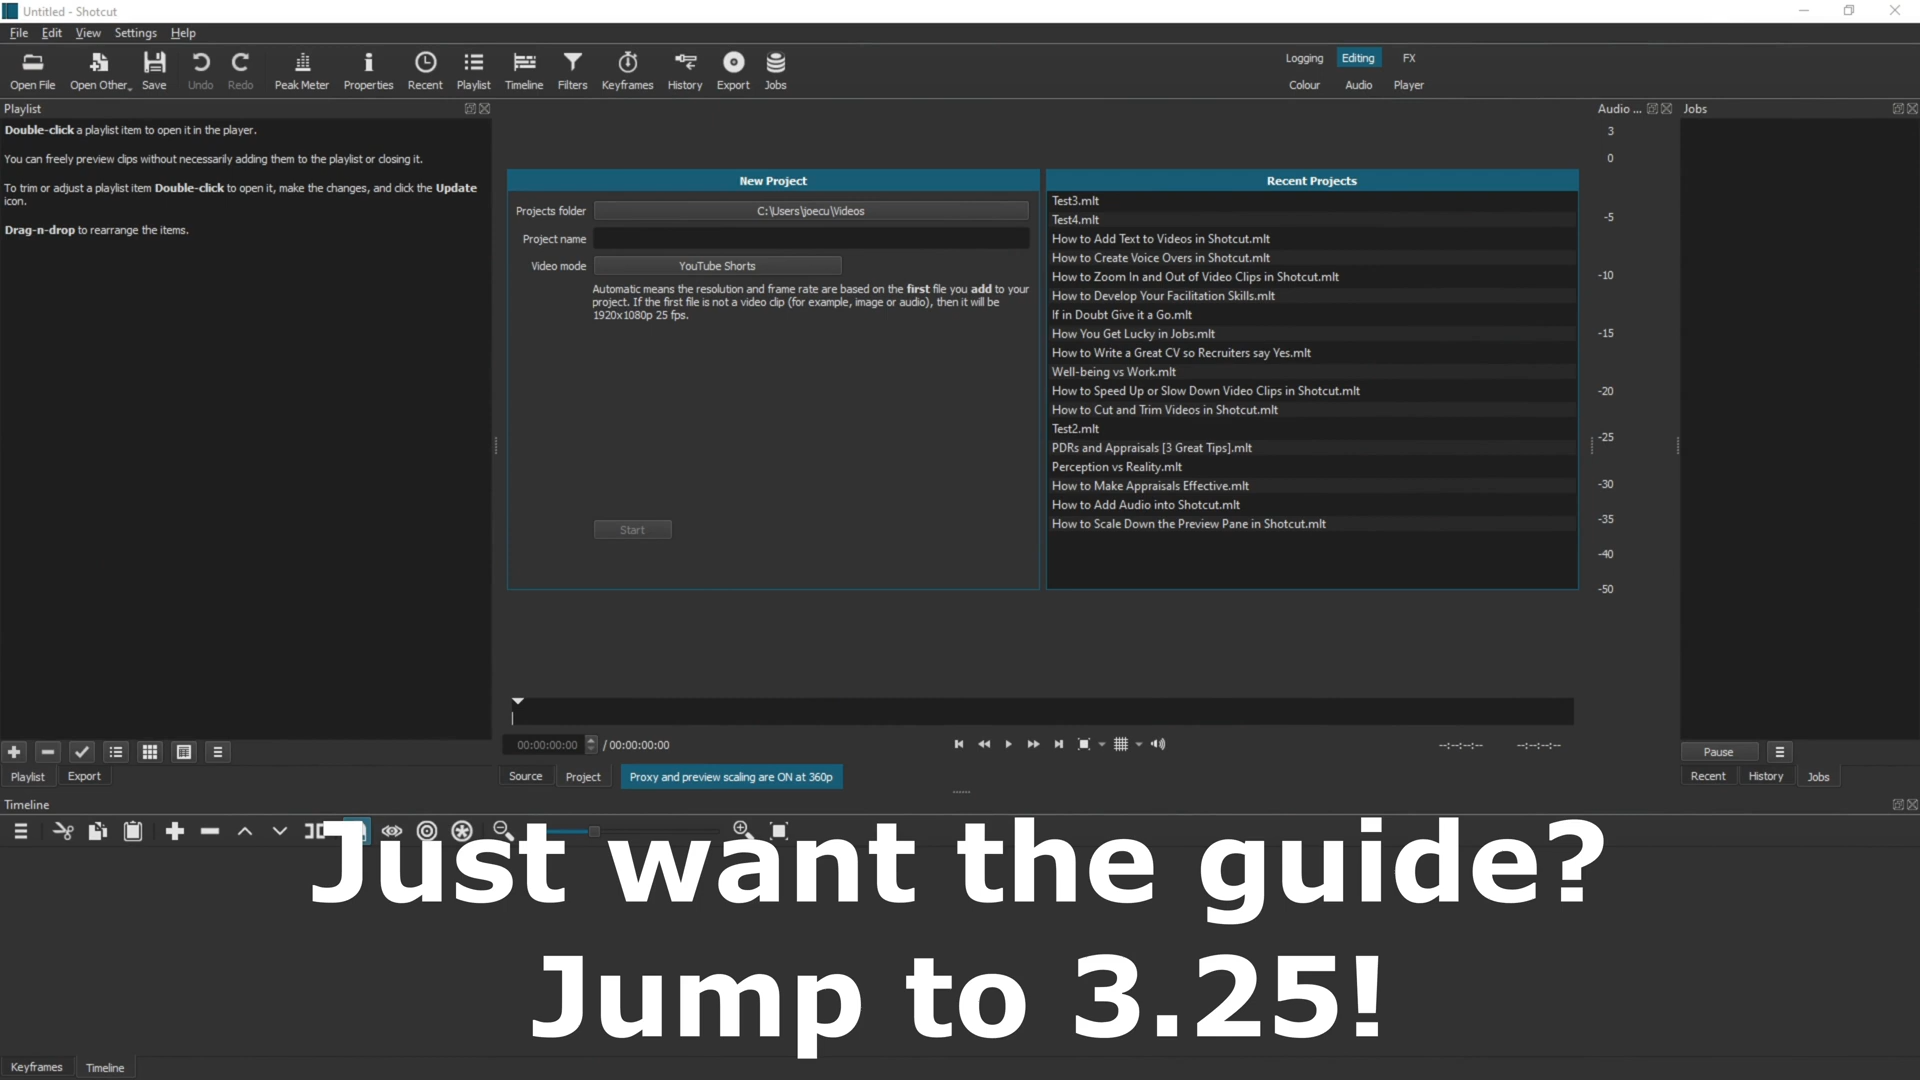 Untitled - Shotcut
File Edit View Settings Help
Open File Open Other Save Undo Redo Peak Meter Properties Recent Playlist Timeline Filters Keyframes History Export Jobs
Logging Editing FX
Colour Audio Player
Playlist
Double-click a playlist item to open it in the player.
You can freely preview clips without necessarily adding them to the playlist or closing it.
To trim or adjust a playlist item Double-click to open it, make the changes, and click the Update
icon.
Drag-n-drop to rearrange the items.
New Project
Projects folder C:\Users\joecu\Videos
Project name
Video mode YouTube Shorts
Automatic means the resolution and frame rate are based on the first file you add to your
project. If the first file is not a video clip (for example, image or audio), then it will be
1920x1080p 25 fps.
Start
Recent Projects
Test3.mlt
Test4.mlt
How to Add Text to Videos in Shotcut.mlt
How to Create Voice Overs in Shotcut.mlt
How to Zoom In and Out of Video Clips in Shotcut.mlt
How to Develop Your Facilitation Skills.mlt
If in Doubt Give it a Go.mlt
How You Get Lucky in Jobs.mlt
How to Write a Great CV so Recruiters say Yes.mlt
Well-being vs Work.mlt
How to Speed Up or Slow Down Video Clips in Shotcut.mlt
How to Cut and Trim Videos in Shotcut.mlt
Test2.mlt
PDRs and Appraisals [3 Great Tips].mlt
Perception vs Reality.mlt
How to Make Appraisals Effective.mlt
How to Add Audio into Shotcut.mlt
How to Scale Down the Preview Pane in Shotcut.mlt
Audio ...
3
0
-5
-10
-15
-20
-25
-30
-35
-40
-50
Jobs
00:00:00:00 / 00:00:00:00
--:--:--:-- --:--:--:--
Pause
Playlist Export
Source Project Proxy and preview scaling are ON at 360p
Recent History Jobs
Timeline
Just want the guide?
Jump to 3.25!
Keyframes Timeline